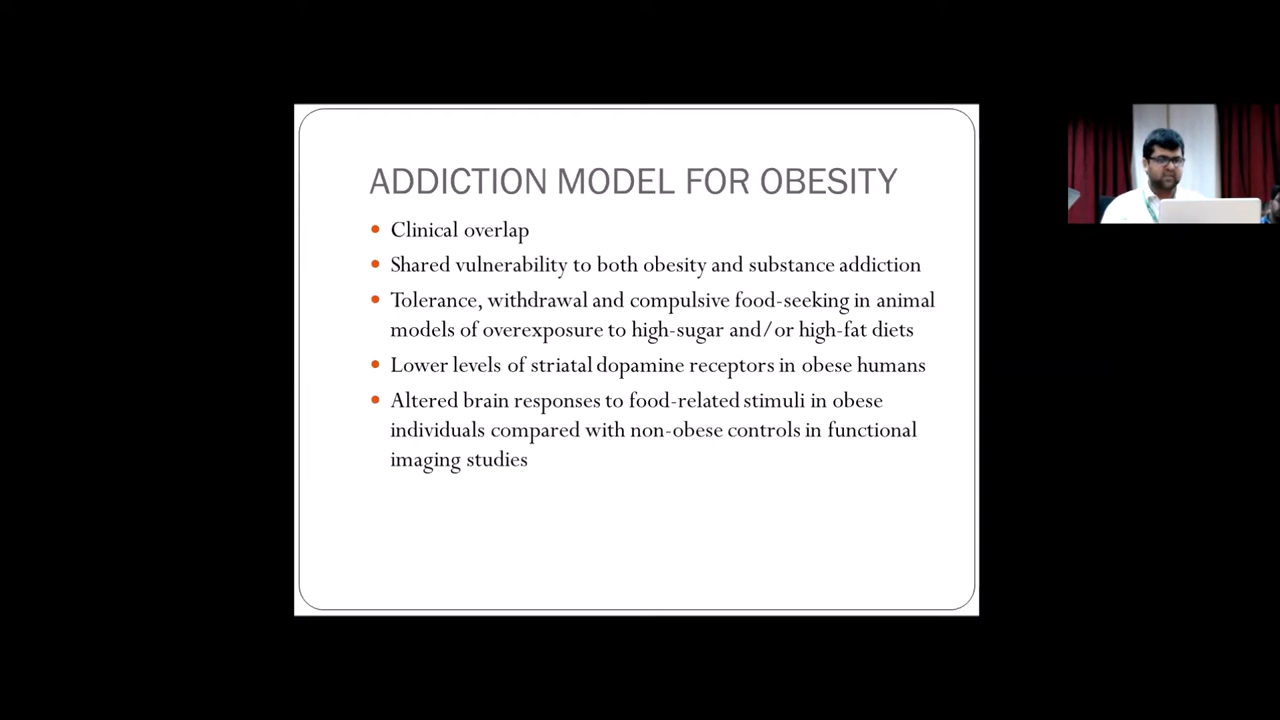 ADDICTION MODEL FOR OBESITY
• Clinical overlap
• Shared vulnerability to both obesity and substance addiction
• Tolerance, withdrawal and compulsive food-seeking in animal
models of overexposure to high-sugar and/or high-fat diets
• Lower levels of striatal dopamine receptors in obese humans
• Altered brain responses to food-related stimuli in obese
individuals compared with non-obese controls in functional
imaging studies